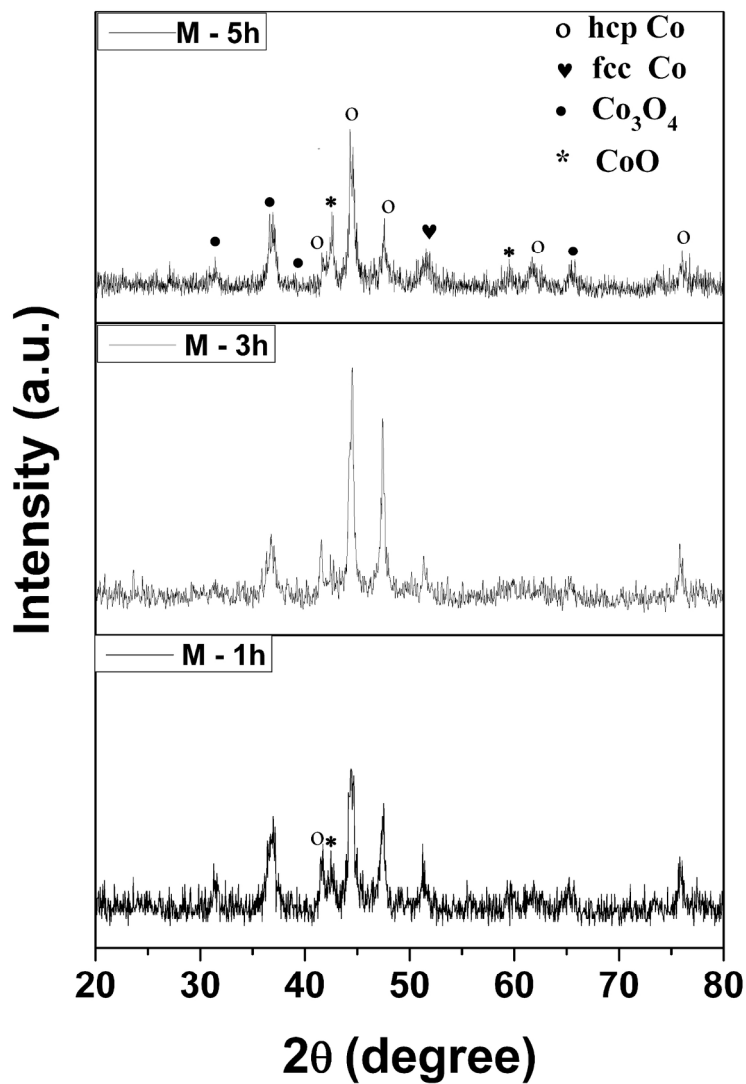 M - 5h
o hcp Co
♥ fcc Co
● Co₃O₄
* CoO
M - 3h
M - 1h
Intensity (a.u.)
20 30 40 50 60 70 80
2θ (degree)